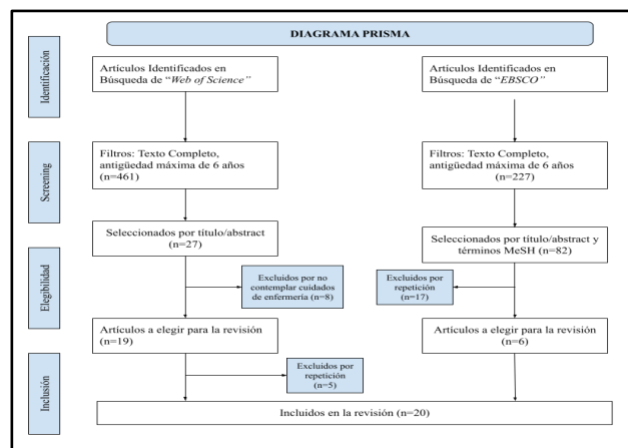 DIAGRAMA PRISMA
Identificación
Artículos Identificados en
Búsqueda de “Web of Science”
Artículos Identificados en
Búsqueda de “EBSCO”
Screening
Filtros: Texto Completo,
antigüedad máxima de 6 años
(n=461)
Filtros: Texto Completo,
antigüedad máxima de 6 años
(n=227)
Seleccionados por título/abstract
(n=27)
Seleccionados por título/abstract y
términos MeSH (n=82)
Elegibilidad
Excluidos por no
contemplar cuidados
de enfermería (n=8)
Excluidos por
repetición
(n=17)
Artículos a elegir para la revisión
(n=19)
Artículos a elegir para la revisión
(n=6)
Excluidos por
repetición
(n=5)
Inclusión
Incluidos en la revisión (n=20)